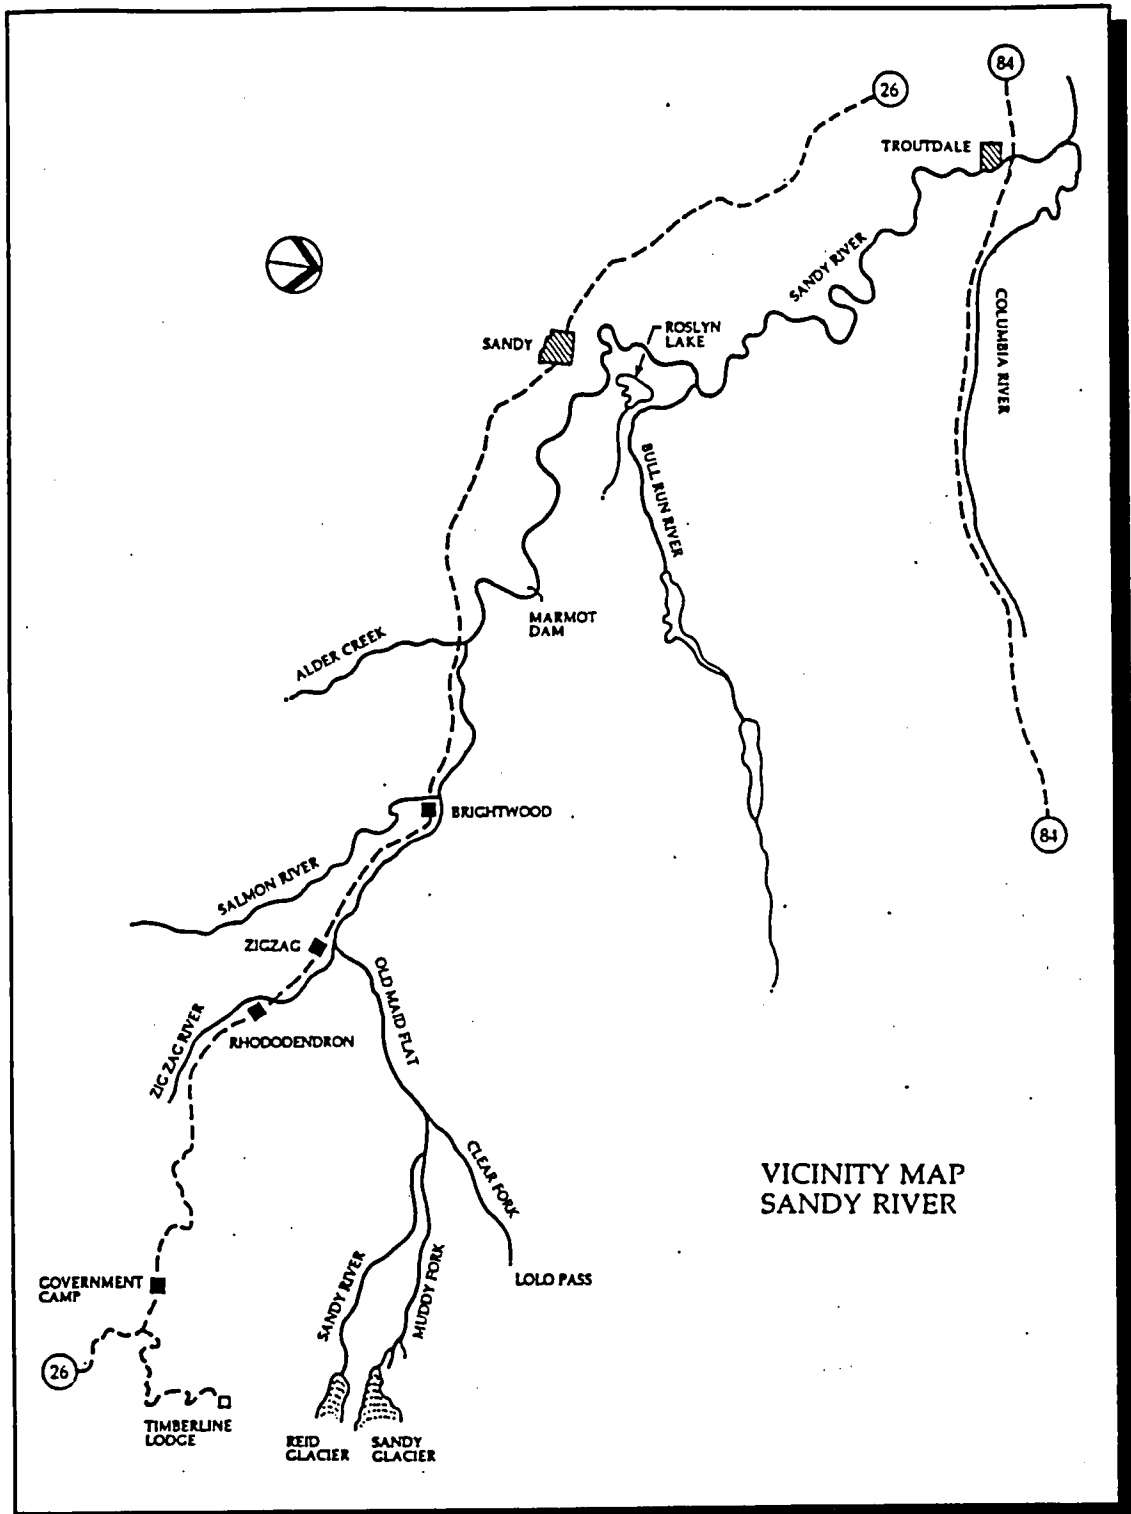 84
26
TROUTDALE
SANDY RIVER
COLUMBIA RIVER
ROSLYN
LAKE
SANDY
BULL RUN RIVER
MARMOT
DAM
ALDER CREEK
BRIGHTWOOD
84
SALMON RIVER
ZIGZAG
OLD MAID FLAT
ZIG ZAG RIVER
RHODODENDRON
CLEAR FORK
VICINITY MAP
SANDY RIVER
SANDY RIVER
MUDDY FORK
LOLO PASS
GOVERNMENT
CAMP
26
TIMBERLINE
LODGE
REID
GLACIER
SANDY
GLACIER